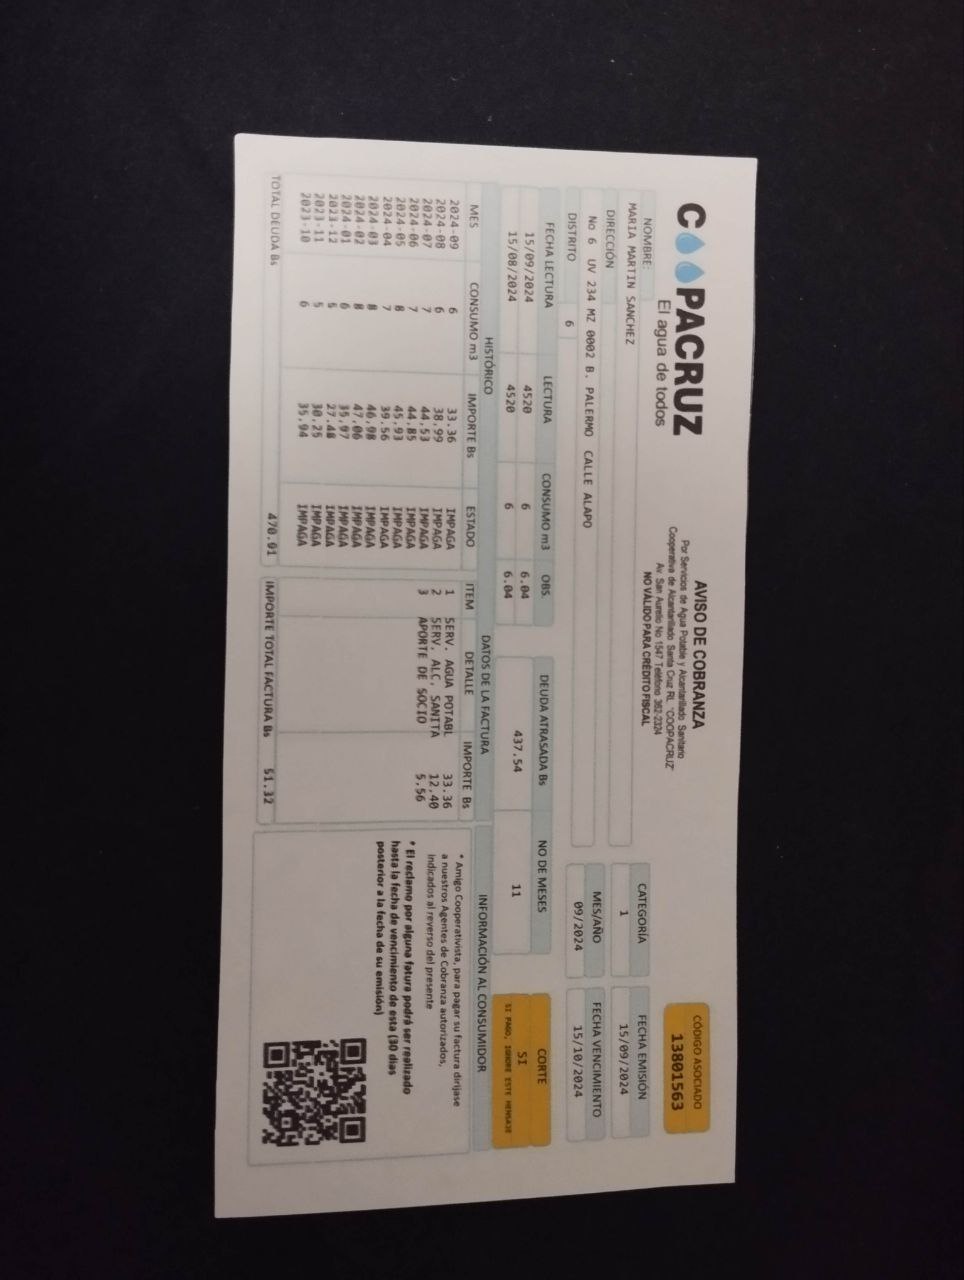 COOPACRUZ
El agua de todos
AVISO DE COBRANZA
Por Servicios de Agua Potable y Alcantarillado Sanitario
Cooperativa de Alcantarillado Santa Cruz RL "COOPACRUZ"
Av. San Aurelio No 1547 Teléfono 362-2324
NO VÁLIDO PARA CRÉDITO FISCAL
CÓDIGO ASOCIADO
13801563
NOMBRE:
MARIA MARTIN SANCHEZ
CATEGORÍA
1
FECHA EMISIÓN
15/09/2024
DIRECCIÓN
No 6 UV 234 MZ 0002 B. PALERMO CALLE ALAPO
MES/AÑO
09/2024
FECHA VENCIMIENTO
15/10/2024
DISTRITO 6
FECHA LECTURA LECTURA CONSUMO m3 OBS.
15/09/2024 4520 6 6.04
15/08/2024 4520 6 6.04
DEUDA ATRASADA Bs NO DE MESES
437.54 11
CORTE
SI
SI PAGO, IGNORE ESTE MENSAJE
HISTÓRICO
MES CONSUMO m3 IMPORTE Bs ESTADO
2024-09 6 33.36 IMPAGA
2024-08 6 38,99 IMPAGA
2024-07 7 44,53 IMPAGA
2024-06 7 44,85 IMPAGA
2024-05 8 45,93 IMPAGA
2024-04 7 39.56 IMPAGA
2024-03 8 46,98 IMPAGA
2024-02 8 47,06 IMPAGA
2024-01 6 35,97 IMPAGA
2023-12 5 27.48 IMPAGA
2023-11 5 30,25 IMPAGA
2023-10 6 35,94 IMPAGA
TOTAL DEUDA Bs 470.91
DATOS DE LA FACTURA
ITEM DETALLE IMPORTE Bs
1 SERV. AGUA POTABL 33.36
2 SERV. ALC. SANITA 12.40
3 APORTE DE SOCIO 5,56
IMPORTE TOTAL FACTURA Bs 51.32
INFORMACIÓN AL CONSUMIDOR
* Amigo Cooperativista, para pagar su factura diríjase
a nuestros Agentes de Cobranza autorizados,
indicados al reverso del presente
* El reclamo por alguna fatura podrá ser realizado
hasta la fecha de vencimiento de esta (30 dias
posterior a la fecha de su emisión)